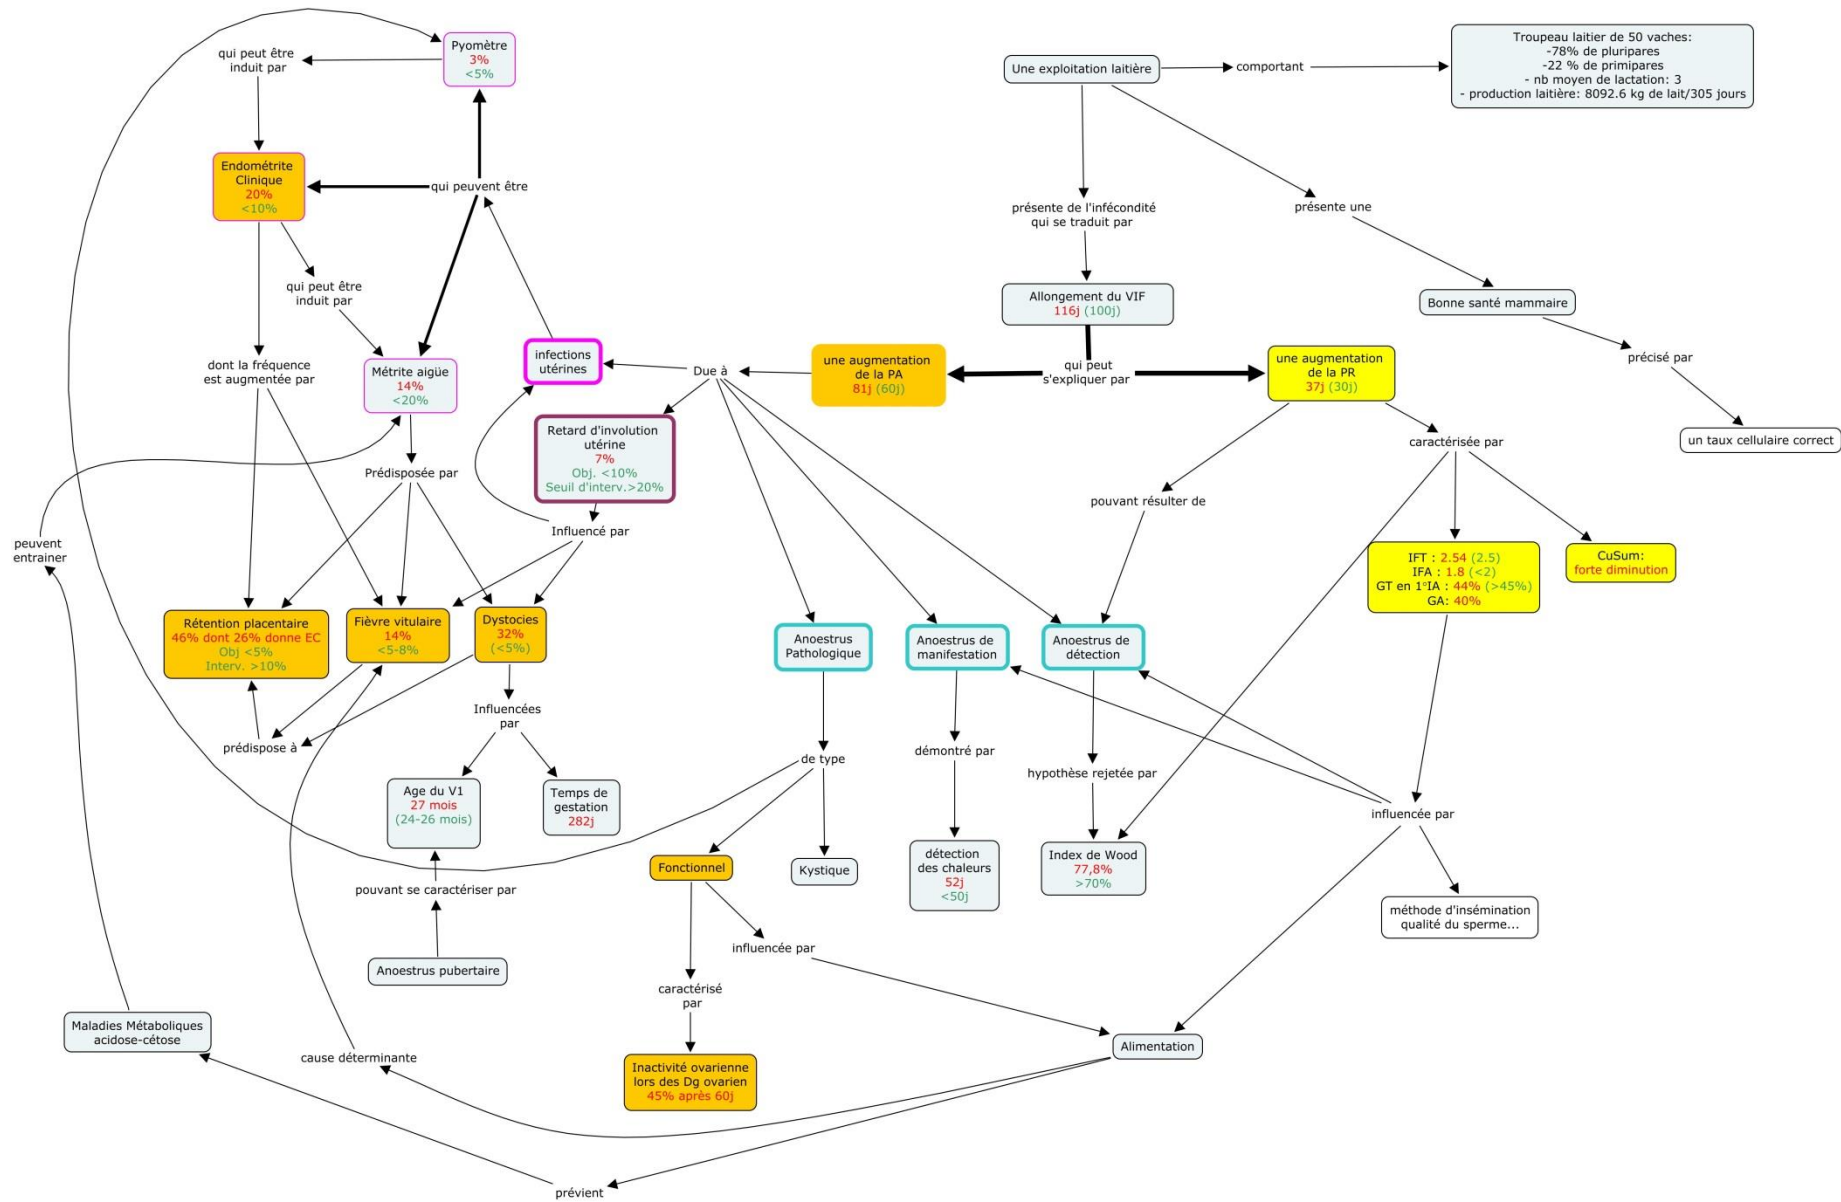 Pyomètre
3%
<5%
qui peut être
induit par
Endométrite
Clinique
20%
<10%
qui peuvent être
qui peut être
induit par
dont la fréquence
est augmentée par
Métrite aigüe
14%
<20%
infections
utérines
Due à
Retard d'involution
utérine
7%
Obj. <10%
Seuil d'interv.>20%
Prédisposée par
Influencé par
peuvent
entrainer
Rétention placentaire
46% dont 26% donne EC
Obj <5%
Interv. >10%
Fièvre vitulaire
14%
<5-8%
Dystocies
32%
(<5%)
prédispose à
Influencées
par
Age du V1
27 mois
(24-26 mois)
Temps de
gestation
282j
pouvant se caractériser par
Anoestrus pubertaire
Maladies Métaboliques
acidose-cétose
cause déterminante
prévient
Une exploitation laitière
comportant
Troupeau laitier de 50 vaches:
-78% de pluripares
-22 % de primipares
- nb moyen de lactation: 3
- production laitière: 8092.6 kg de lait/305 jours
présente de l'infécondité
qui se traduit par
présente une
Allongement du VIF
116j (100j)
Bonne santé mammaire
précisé par
un taux cellulaire correct
qui peut
s'expliquer par
une augmentation
de la PA
81j (60j)
une augmentation
de la PR
37j (30j)
caractérisée par
pouvant résulter de
IFT : 2.54 (2.5)
IFA : 1.8 (<2)
GT en 1°IA : 44% (>45%)
GA: 40%
CuSum:
forte diminution
Anoestrus
Pathologique
Anoestrus de
manifestation
Anoestrus de
détection
de type
démontré par
hypothèse rejetée par
influencée par
Fonctionnel
Kystique
détection
des chaleurs
52j
<50j
Index de Wood
77,8%
>70%
méthode d'insémination
qualité du sperme...
influencée par
caractérisé
par
Inactivité ovarienne
lors des Dg ovarien
45% après 60j
Alimentation